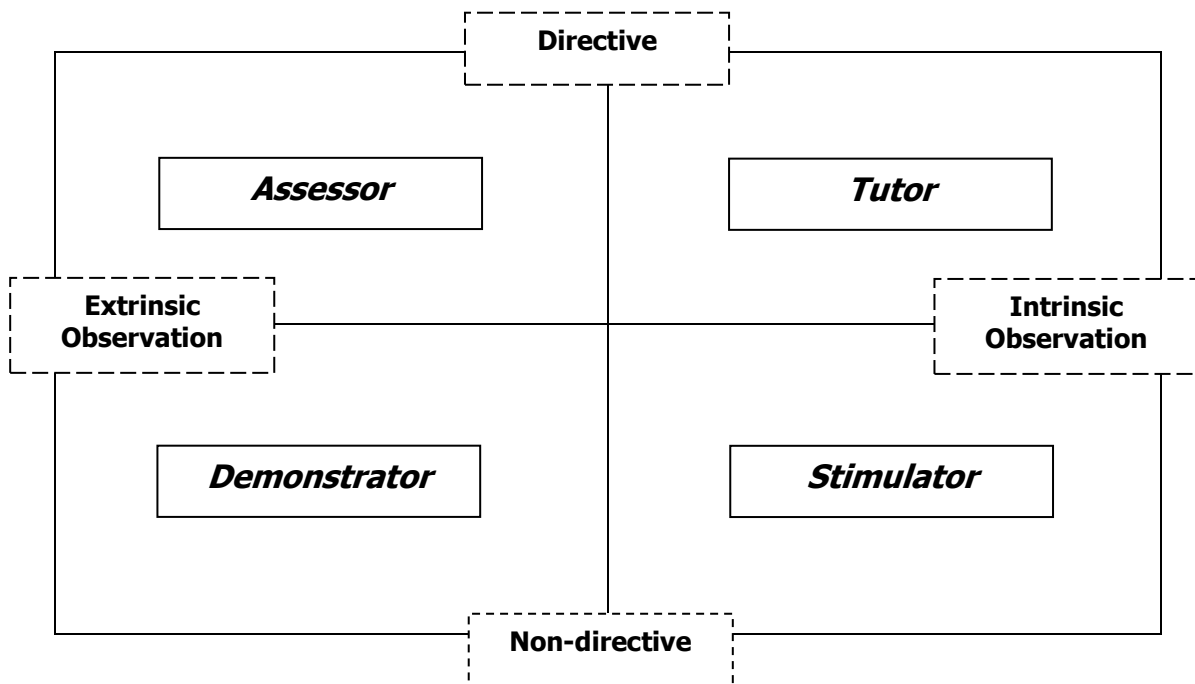 Directive
Assessor
Tutor
Extrinsic
Observation
Intrinsic
Observation
Demonstrator
Stimulator
Non-directive